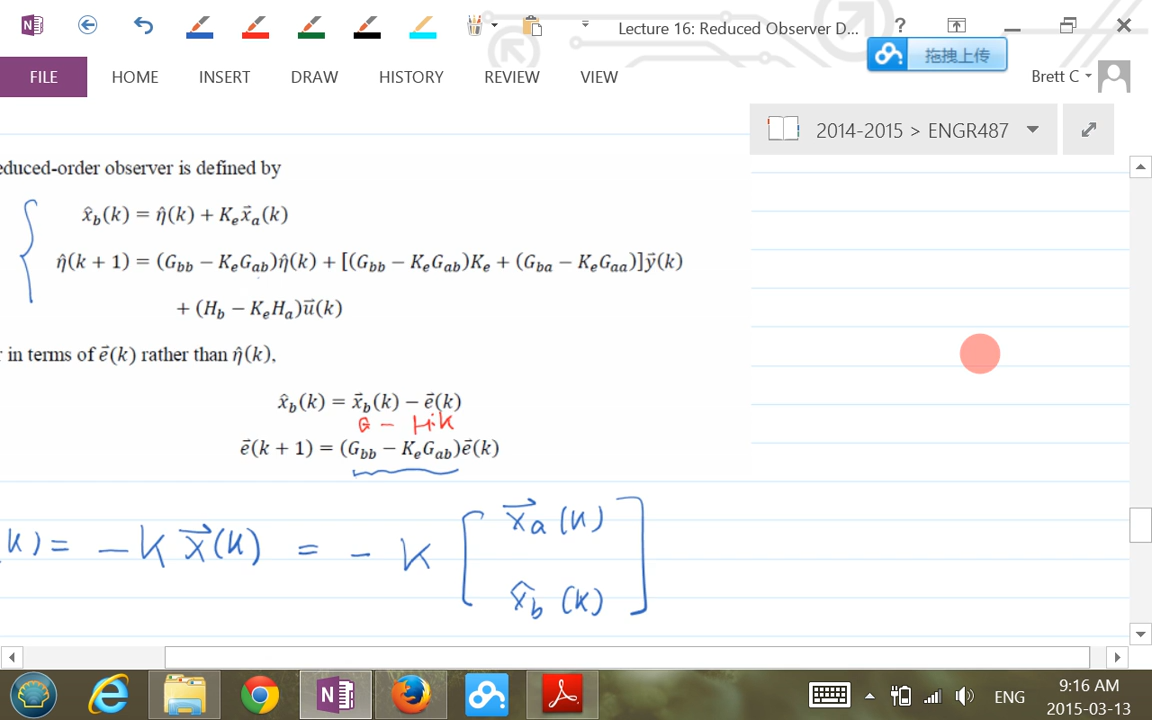 Lecture 16: Reduced Observer D...
?
拖拽上传
FILE HOME INSERT DRAW HISTORY REVIEW VIEW
Brett C
2014-2015 > ENGR487
educed-order observer is defined by
x̂_b(k) = η̂(k) + K_e x⃗_a(k)
η̂(k + 1) = (G_bb − K_e G_ab)η̂(k) + [(G_bb − K_e G_ab)K_e + (G_ba − K_e G_aa)]y⃗(k)
+ (H_b − K_e H_a)u⃗(k)
r in terms of e⃗(k) rather than η̂(k),
x̂_b(k) = x⃗_b(k) − e⃗(k)
G − H·K
e⃗(k + 1) = (G_bb − K_e G_ab)e⃗(k)
k) = − K x⃗(k) = − K [ x⃗_a(k)
x̂_b(k) ]
ENG
9:16 AM
2015-03-13